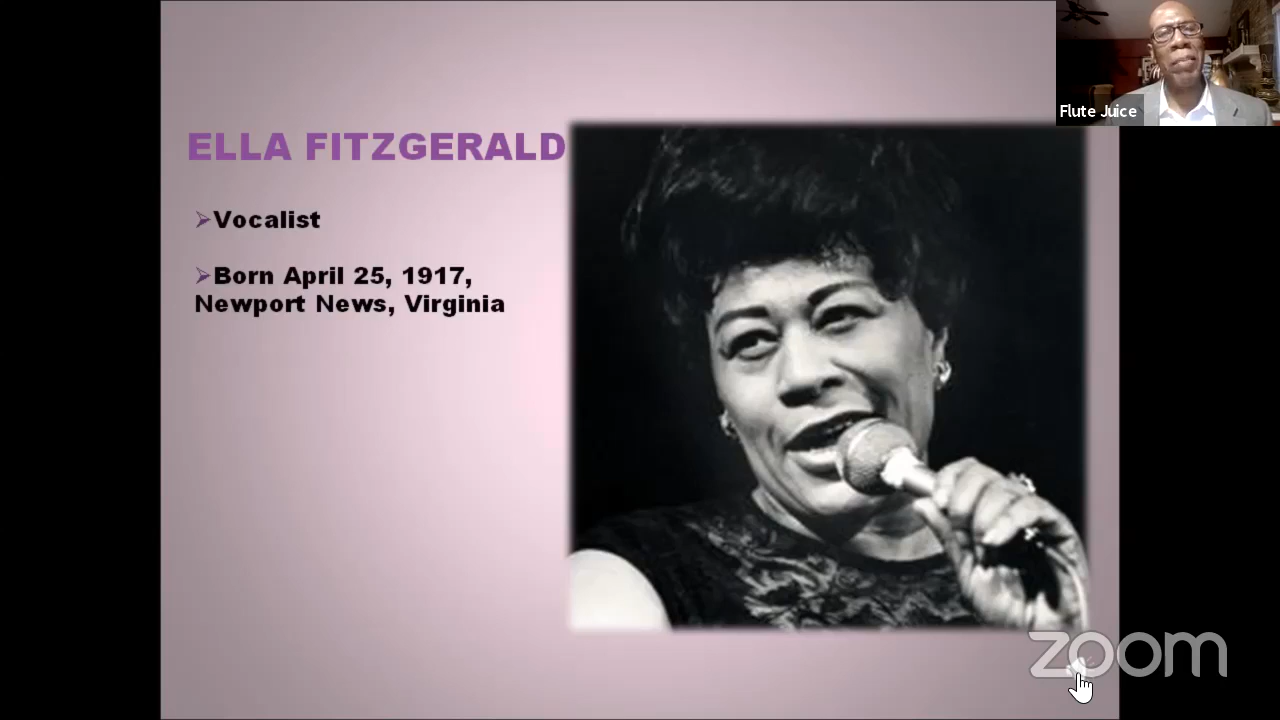 Flute Juice
ELLA FITZGERALD
Vocalist
Born April 25, 1917,
Newport News, Virginia
zoom